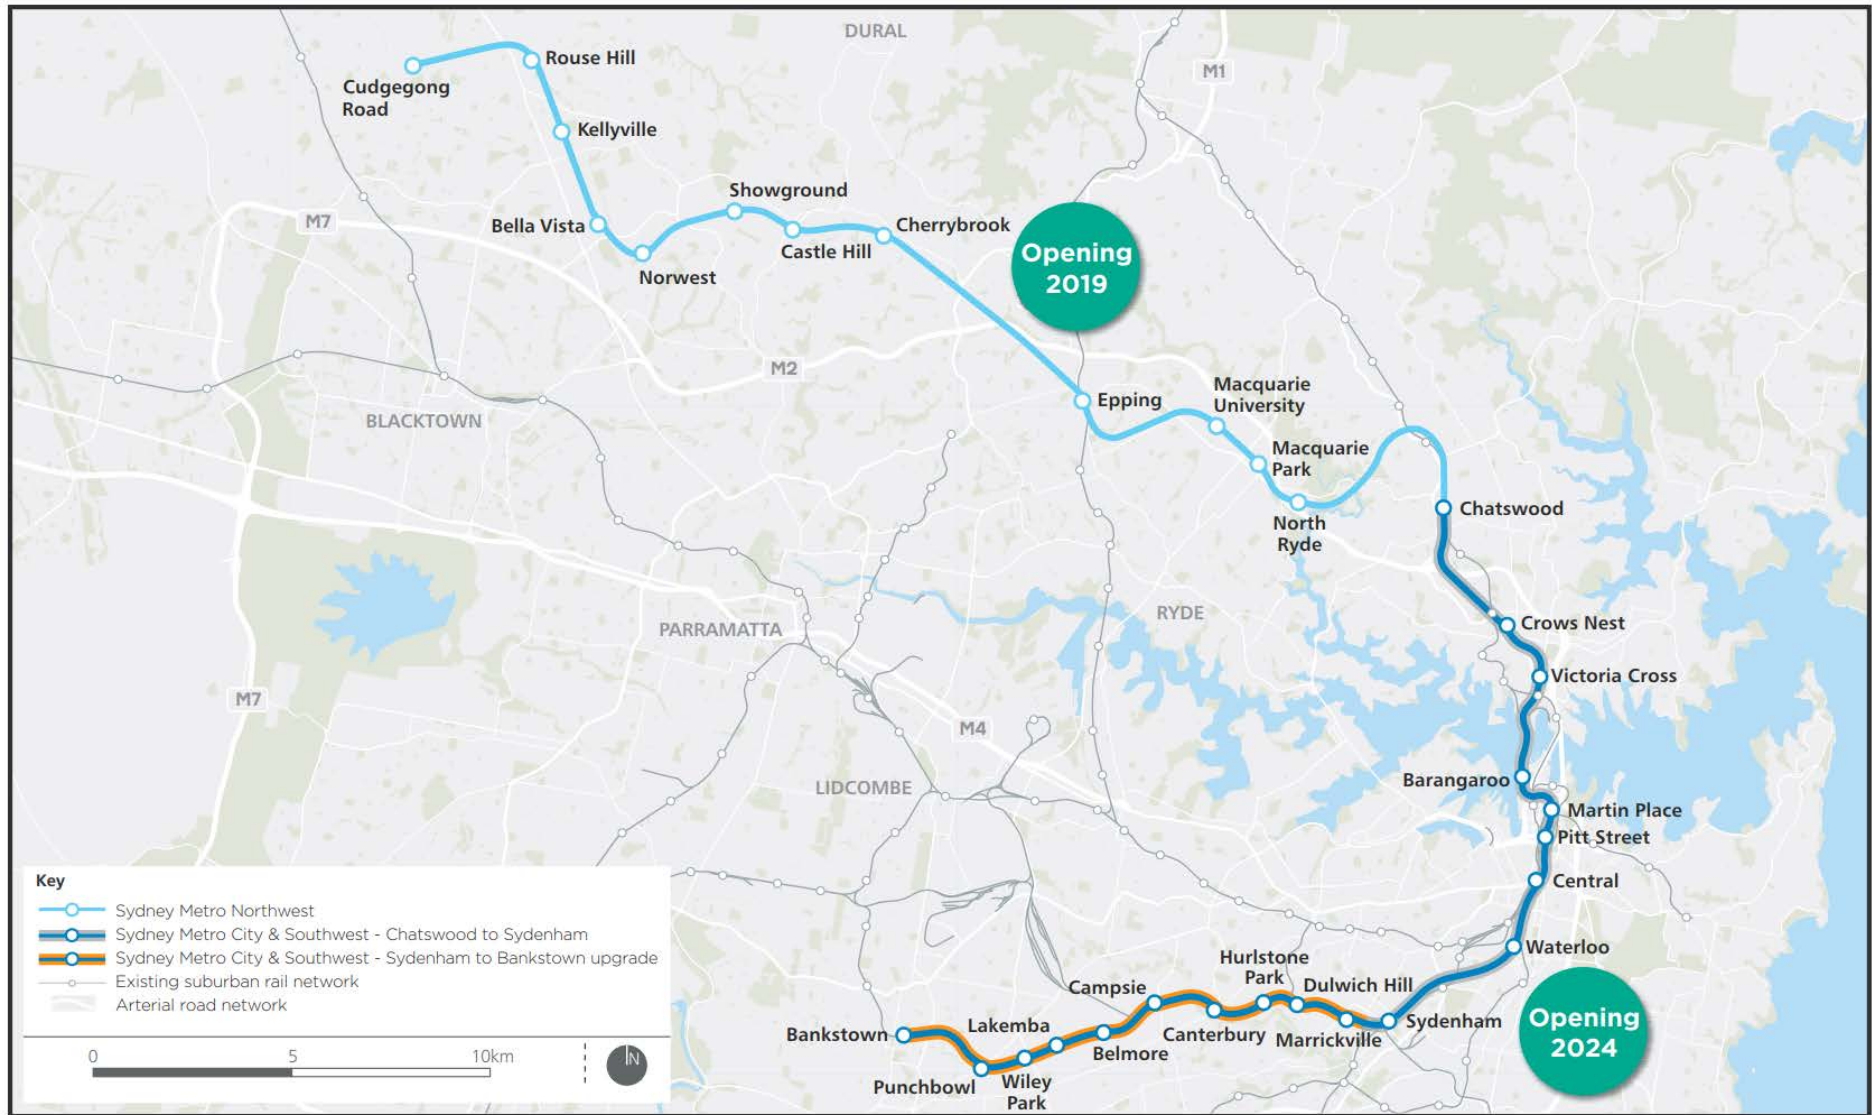 DURAL
M1
Rouse Hill
Cudgegong
Road
Kellyville
Showground
M7
Bella Vista
Cherrybrook
Castle Hill
Norwest
Opening
2019
M2
Macquarie
University
Epping
BLACKTOWN
Macquarie
Park
Chatswood
North
Ryde
RYDE
Crows Nest
PARRAMATTA
Victoria Cross
M7
M4
Barangaroo
LIDCOMBE
Martin Place
Pitt Street
Central
Waterloo
Hurlstone
Park
Campsie
Dulwich Hill
Lakemba
Bankstown
Canterbury
Marrickville
Sydenham
Belmore
Punchbowl
Wiley
Park
Opening
2024
Key
Sydney Metro Northwest
Sydney Metro City & Southwest - Chatswood to Sydenham
Sydney Metro City & Southwest - Sydenham to Bankstown upgrade
Existing suburban rail network
Arterial road network
0 5 10km
N